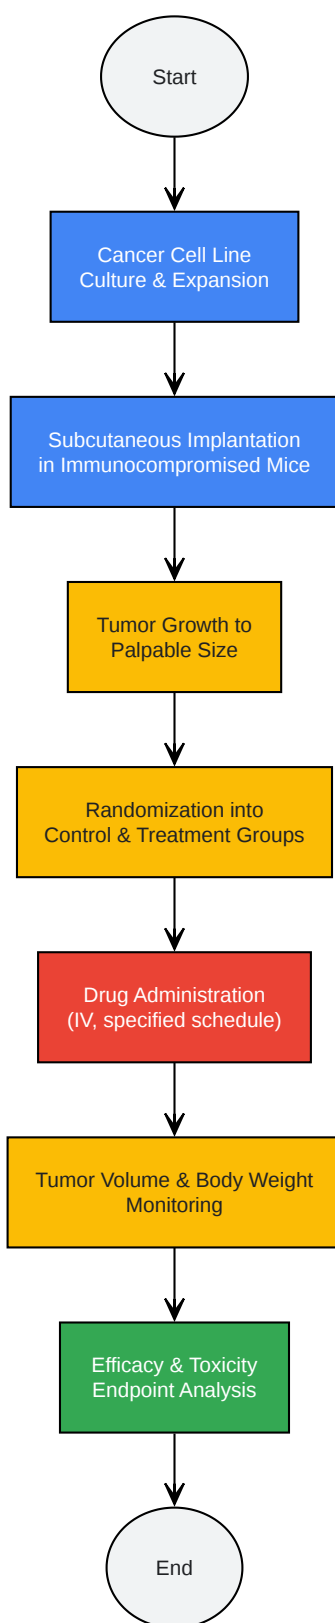 Start
Cancer Cell Line
Culture & Expansion
Subcutaneous Implantation
in Immunocompromised Mice
Tumor Growth to
Palpable Size
Randomization into
Control & Treatment Groups
Drug Administration
(IV, specified schedule)
Tumor Volume & Body Weight
Monitoring
Efficacy & Toxicity
Endpoint Analysis
End